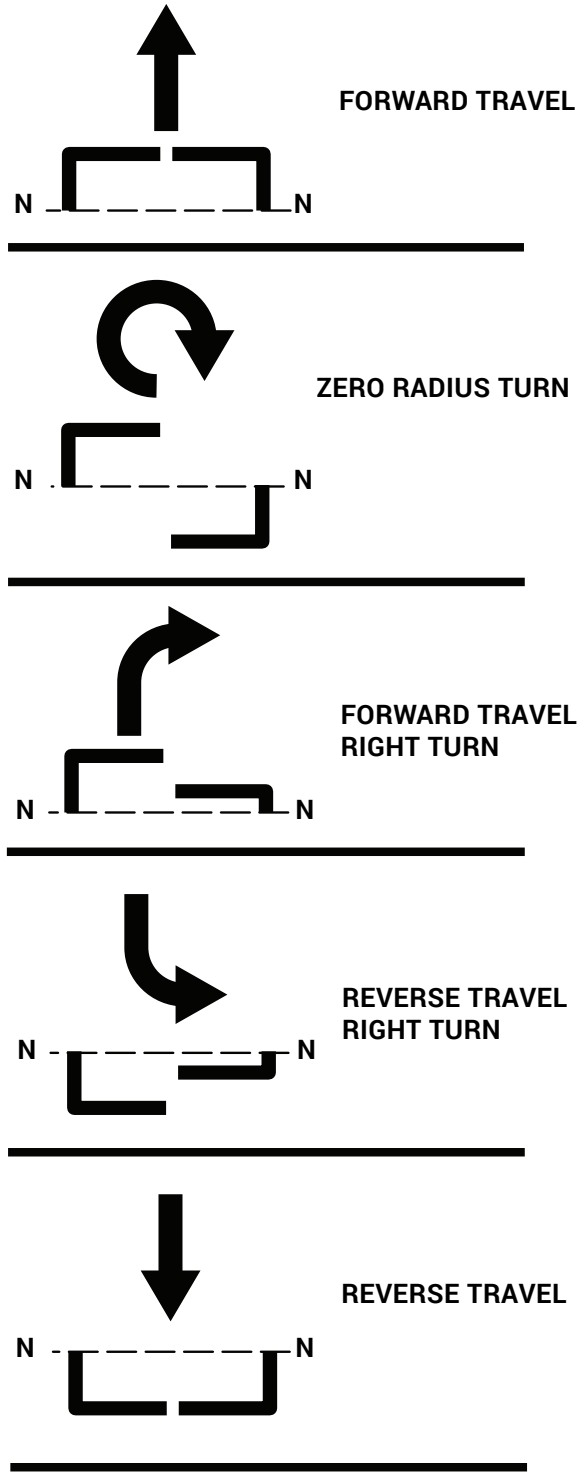 FORWARD TRAVEL
N N
ZERO RADIUS TURN
N N
FORWARD TRAVEL
RIGHT TURN
N N
REVERSE TRAVEL
RIGHT TURN
N N
REVERSE TRAVEL
N N